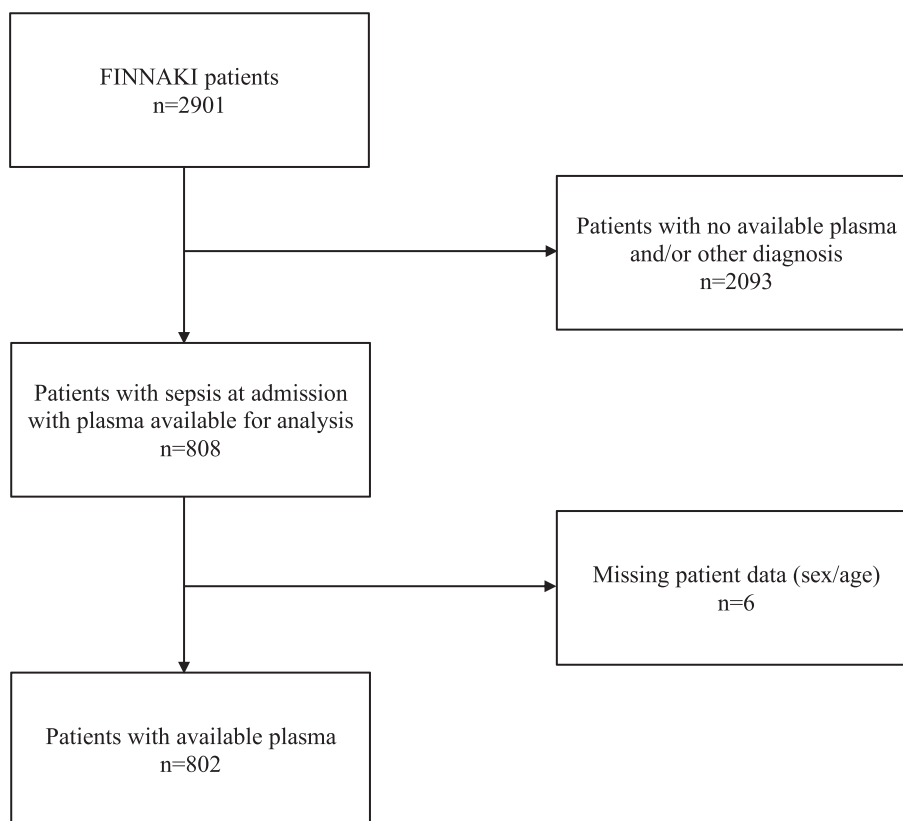 FINNAKI patients
n=2901
Patients with no available plasma
and/or other diagnosis
n=2093
Patients with sepsis at admission
with plasma available for analysis
n=808
Missing patient data (sex/age)
n=6
Patients with available plasma
n=802